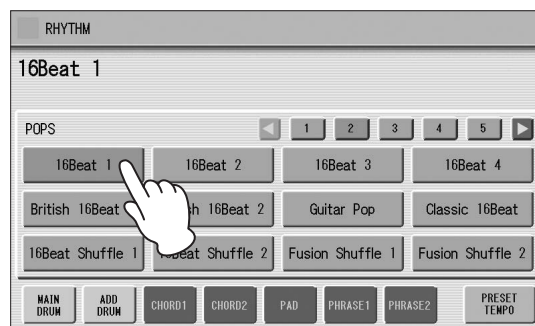 RHYTHM
16Beat 1
POPS 1 2 3 4 5
16Beat 1 16Beat 2 16Beat 3 16Beat 4
British 16Beat 16Beat 2 Guitar Pop Classic 16Beat
16Beat Shuffle 1 Shuffle 2 Fusion Shuffle 1 Fusion Shuffle 2
MAIN DRUM ADD DRUM CHORD1 CHORD2 PAD PHRASE1 PHRASE2 PRESET TEMPO